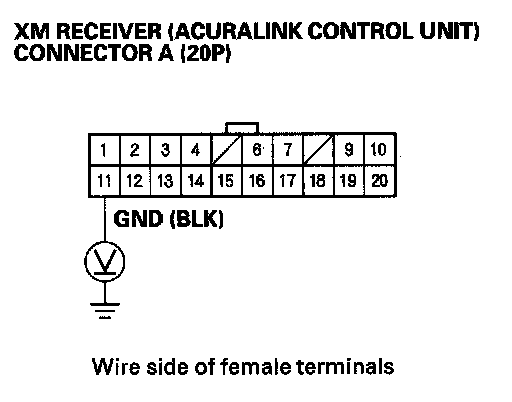 XM RECEIVER (ACURALINK CONTROL UNIT)
CONNECTOR A (20P)
1 2 3 4 6 7 9 10
11 12 13 14 15 16 17 18 19 20
GND (BLK)
V
Wire side of female terminals